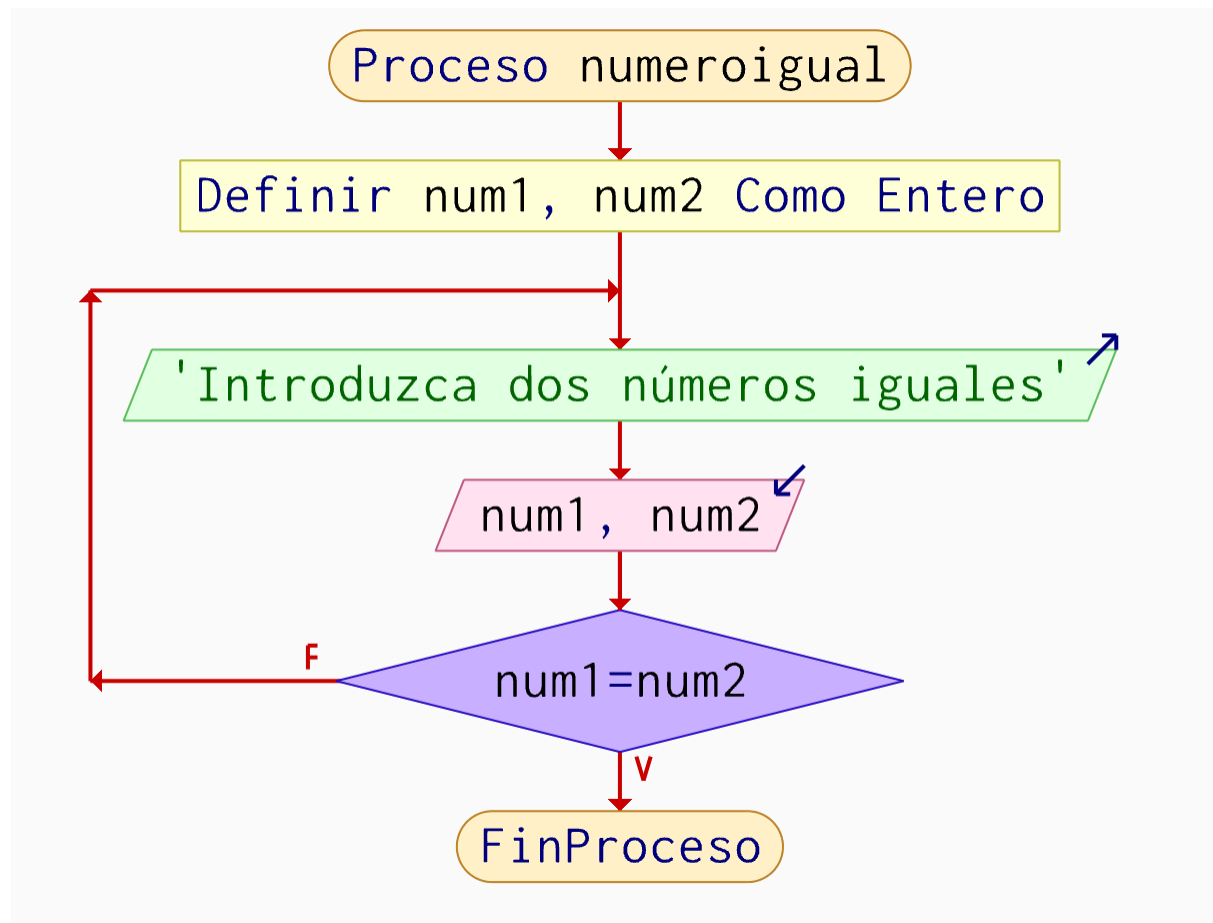 Proceso numeroigual
Definir num1, num2 Como Entero
'Introduzca dos números iguales'
num1, num2
F
num1=num2
V
FinProceso